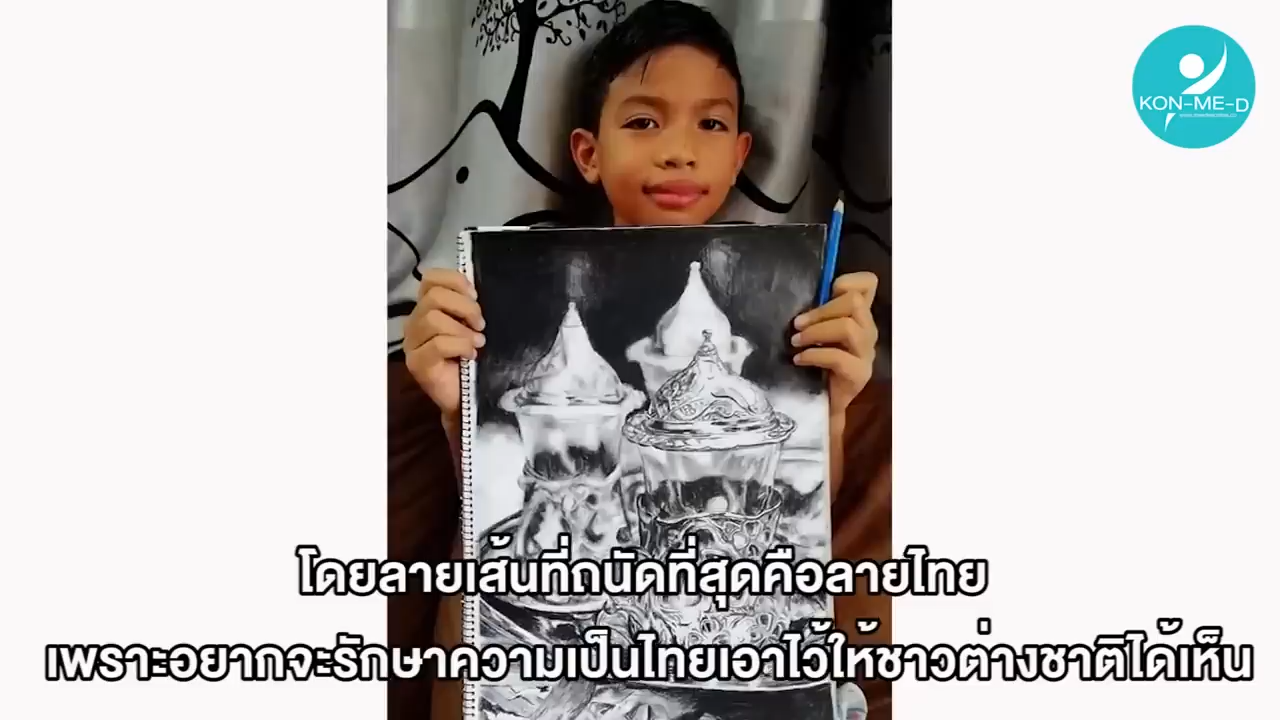 KON-ME-D
โดยลายเส้นที่ถนัดที่สุดคือลายไทย
เพราะอยากจะรักษาความเป็นไทยเอาไว้ให้ชาวต่างชาติได้เห็น